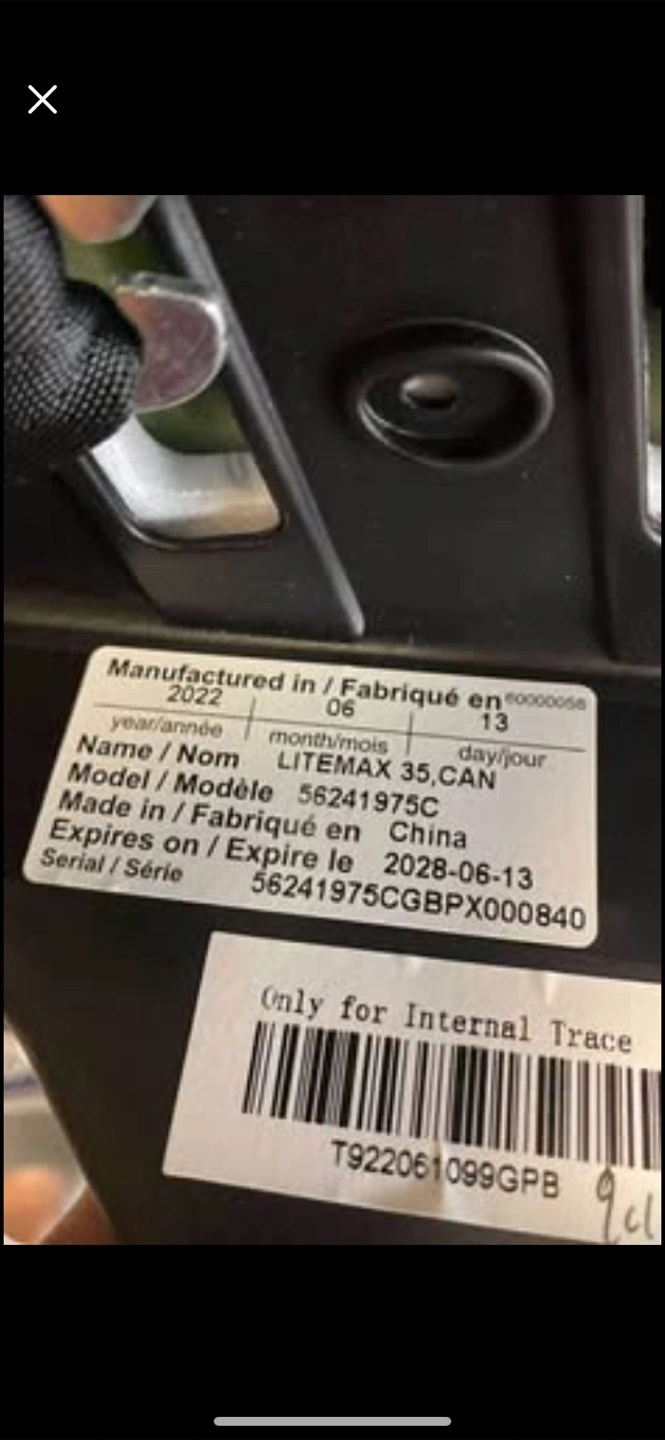 Manufactured in / Fabriqué en 60000058
2022 06 13
year/année month/mois day/jour
Name / Nom LITEMAX 35,CAN
Model / Modèle 56241975C
Made in / Fabriqué en China
Expires on / Expire le 2028-06-13
Serial / Série 56241975CGBPX000840
Only for Internal Trace
T922061099GPB